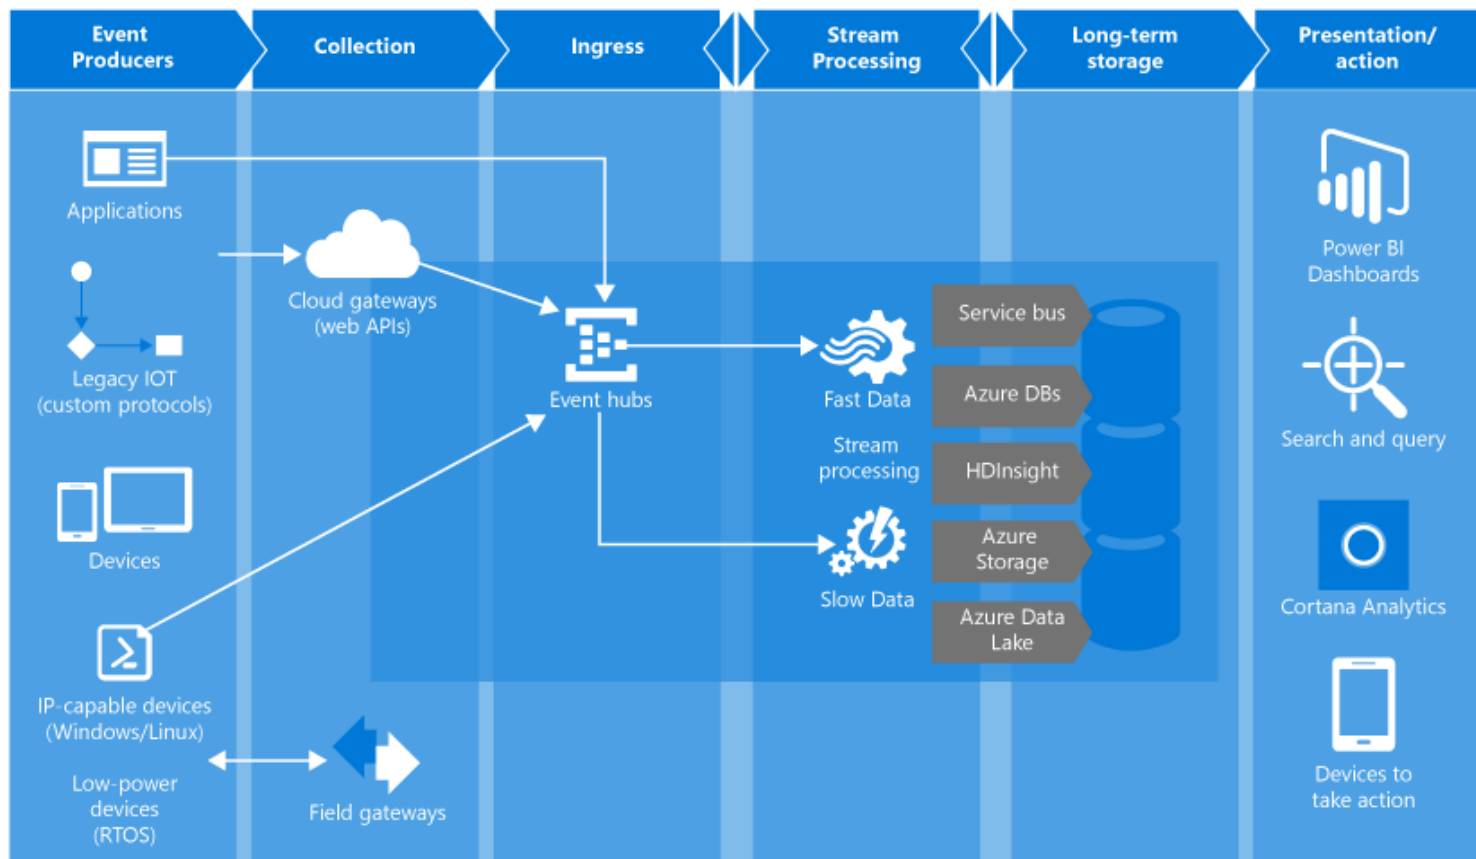 Event
Producers
Collection
Ingress
Stream
Processing
Long-term
storage
Presentation/
action
Applications
Legacy IOT
(custom protocols)
Devices
IP-capable devices
(Windows/Linux)
Low-power
devices
(RTOS)
Cloud gateways
(web APIs)
Field gateways
Event hubs
Fast Data
Stream
processing
Slow Data
Service bus
Azure DBs
HDInsight
Azure
Storage
Azure Data
Lake
Power BI
Dashboards
Search and query
Cortana Analytics
Devices to
take action